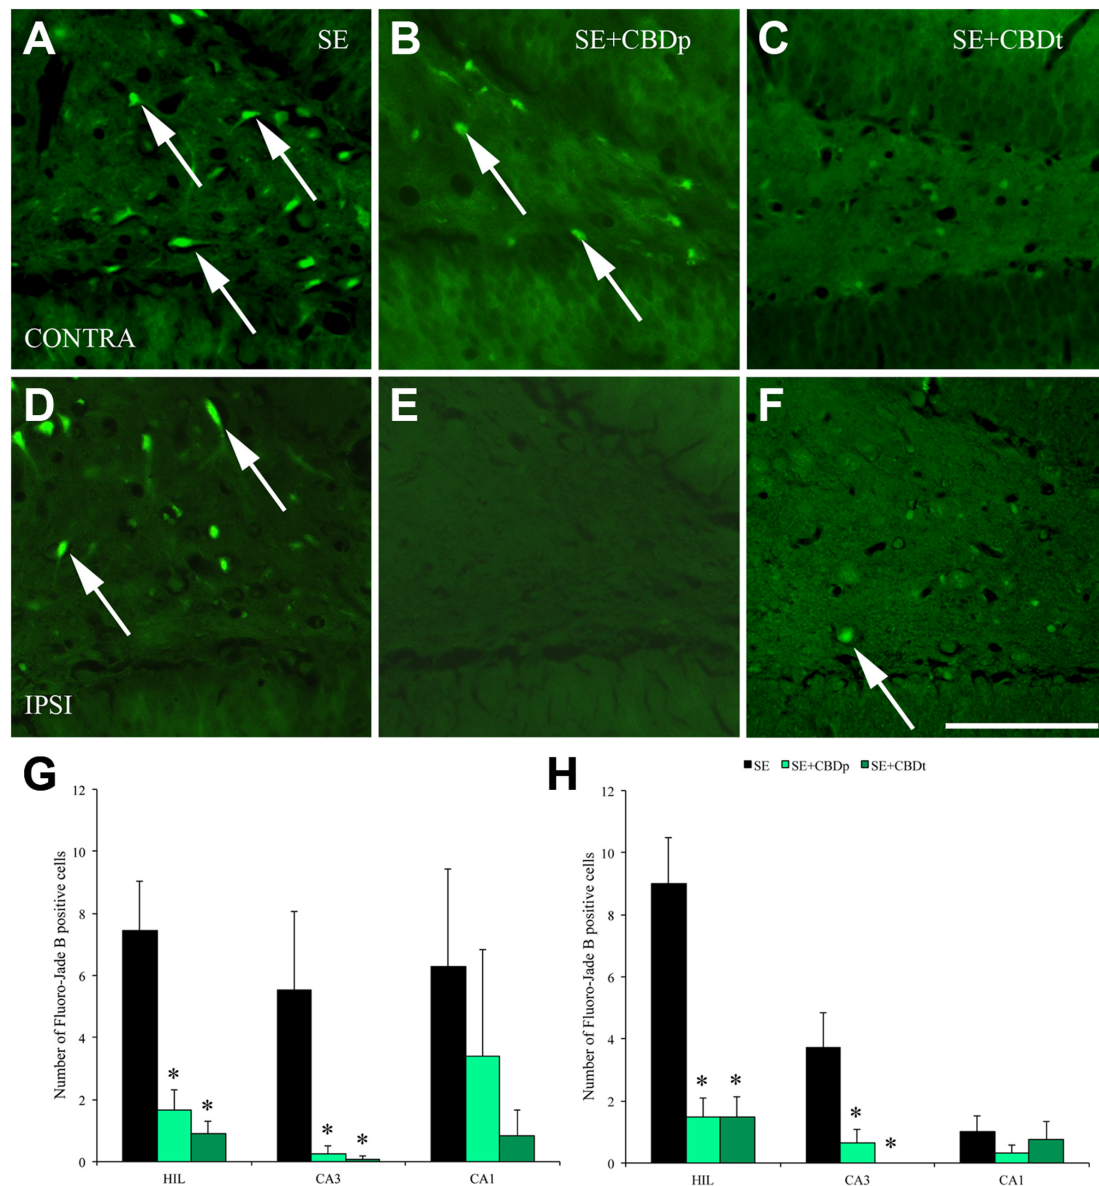 A SE
B SE+CBDp
C SE+CBDt
CONTRA
D
E
F
IPSI
G
Number of Fluoro-Jade B positive cells
12
10
8
6
4
2
0
* * * *
HIL CA3 CA1
H
SE SE+CBDp SE+CBDt
Number of Fluoro-Jade B positive cells
12
10
8
6
4
2
0
* * * *
HIL CA3 CA1